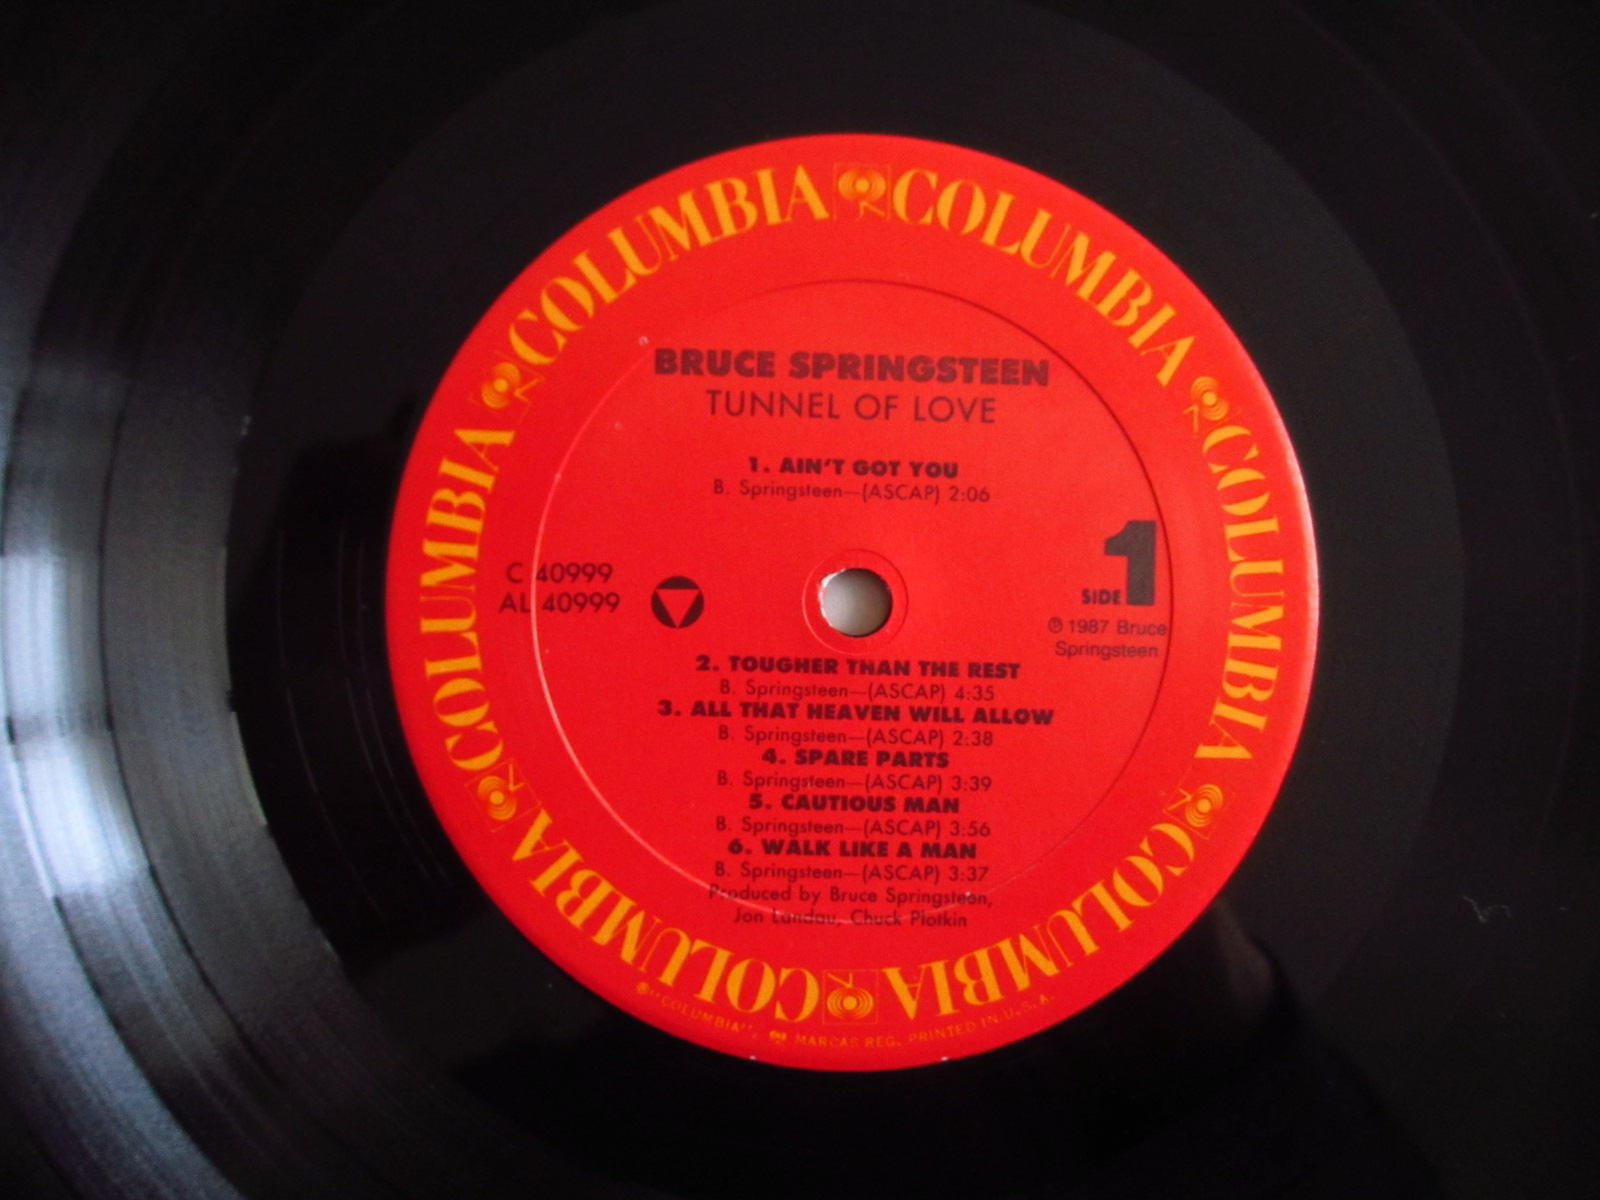 COLUMBIA COLUMBIA COLUMBIA COLUMBIA COLUMBIA COLUMBIA
BRUCE SPRINGSTEEN
TUNNEL OF LOVE
1. AIN'T GOT YOU
B. Springsteen—(ASCAP) 2:06
C 40999
AL 40999
SIDE 1
℗ 1987 Bruce
Springsteen
2. TOUGHER THAN THE REST
B. Springsteen—(ASCAP) 4:35
3. ALL THAT HEAVEN WILL ALLOW
B. Springsteen—(ASCAP) 2:38
4. SPARE PARTS
B. Springsteen—(ASCAP) 3:39
5. CAUTIOUS MAN
B. Springsteen—(ASCAP) 3:56
6. WALK LIKE A MAN
B. Springsteen—(ASCAP) 3:37
Produced by Bruce Springsteen,
Jon Landau, Chuck Plotkin
"COLUMBIA", MARCAS REG. PRINTED IN U.S.A.